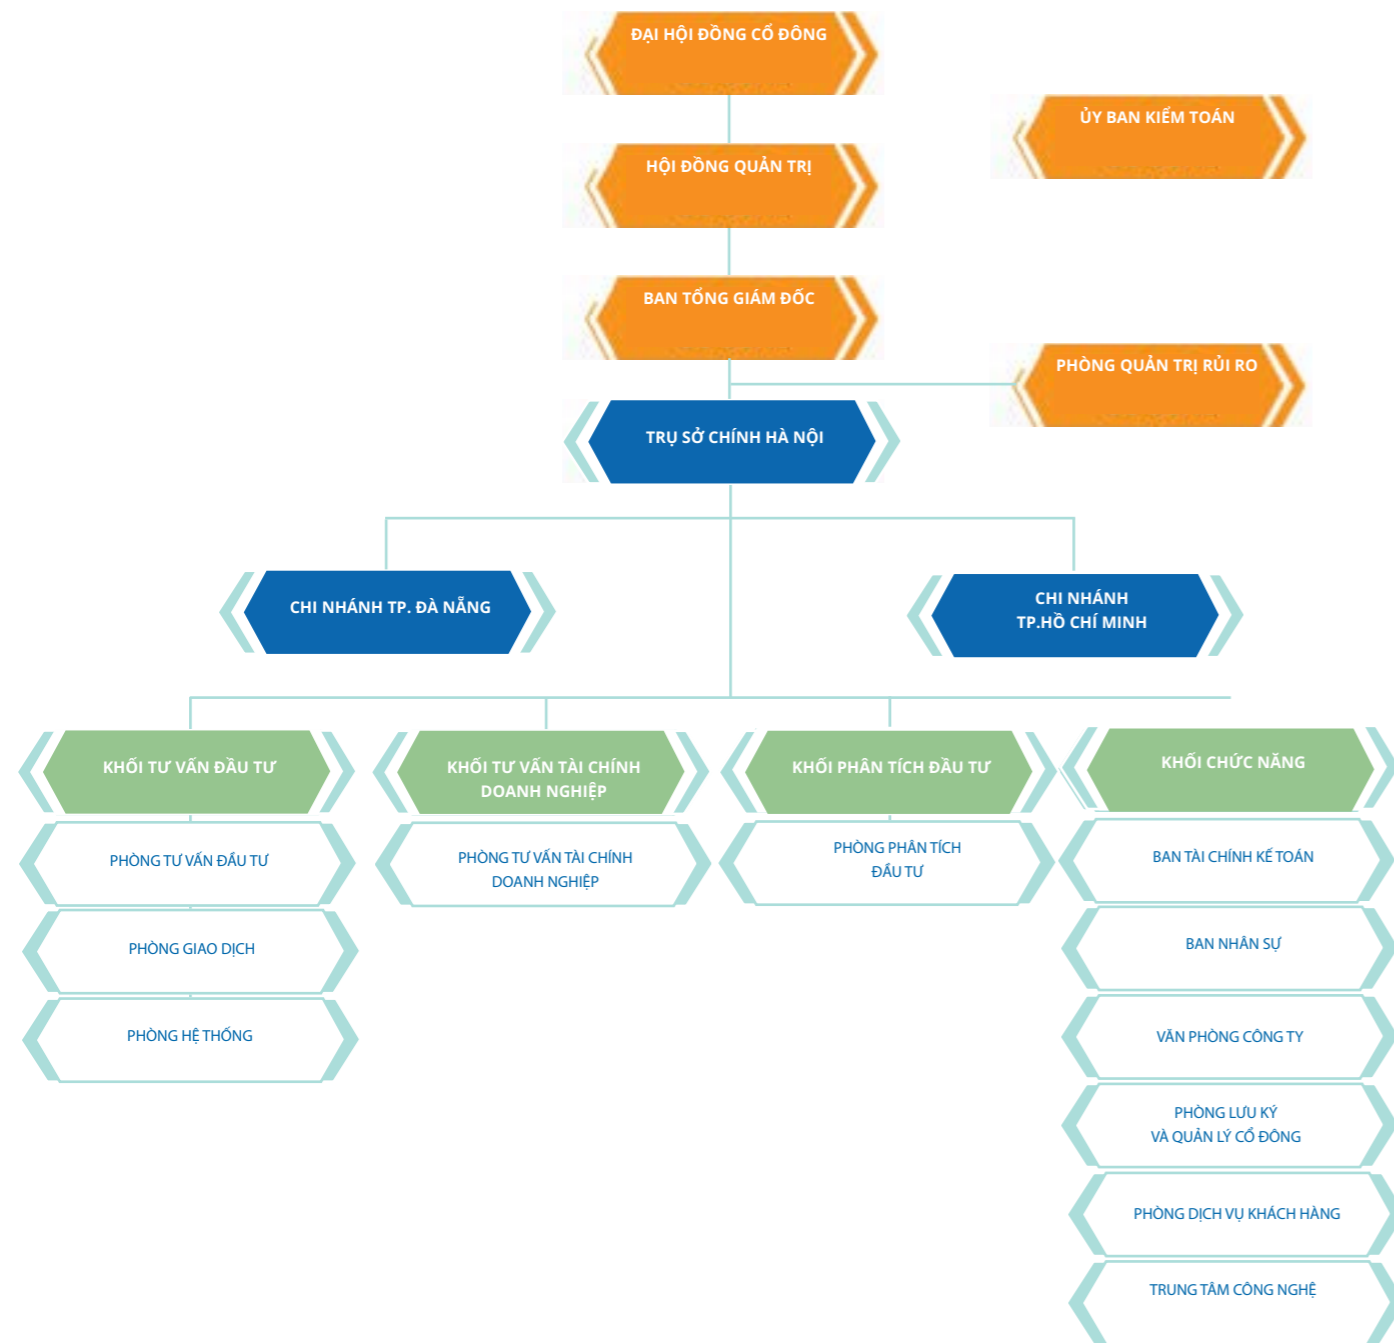 ĐẠI HỘI ĐỒNG CỔ ĐÔNG
ỦY BAN KIỂM TOÁN
HỘI ĐỒNG QUẢN TRỊ
BAN TỔNG GIÁM ĐỐC
PHÒNG QUẢN TRỊ RỦI RO
TRỤ SỞ CHÍNH HÀ NỘI
CHI NHÁNH TP. ĐÀ NẴNG
CHI NHÁNH
TP.HỒ CHÍ MINH
KHỐI TƯ VẤN ĐẦU TƯ
PHÒNG TƯ VẤN ĐẦU TƯ
PHÒNG GIAO DỊCH
PHÒNG HỆ THỐNG
KHỐI TƯ VẤN TÀI CHÍNH
DOANH NGHIỆP
PHÒNG TƯ VẤN TÀI CHÍNH
DOANH NGHIỆP
KHỐI PHÂN TÍCH ĐẦU TƯ
PHÒNG PHÂN TÍCH
ĐẦU TƯ
KHỐI CHỨC NĂNG
BAN TÀI CHÍNH KẾ TOÁN
BAN NHÂN SỰ
VĂN PHÒNG CÔNG TY
PHÒNG LƯU KÝ
VÀ QUẢN LÝ CỔ ĐÔNG
PHÒNG DỊCH VỤ KHÁCH HÀNG
TRUNG TÂM CÔNG NGHỆ